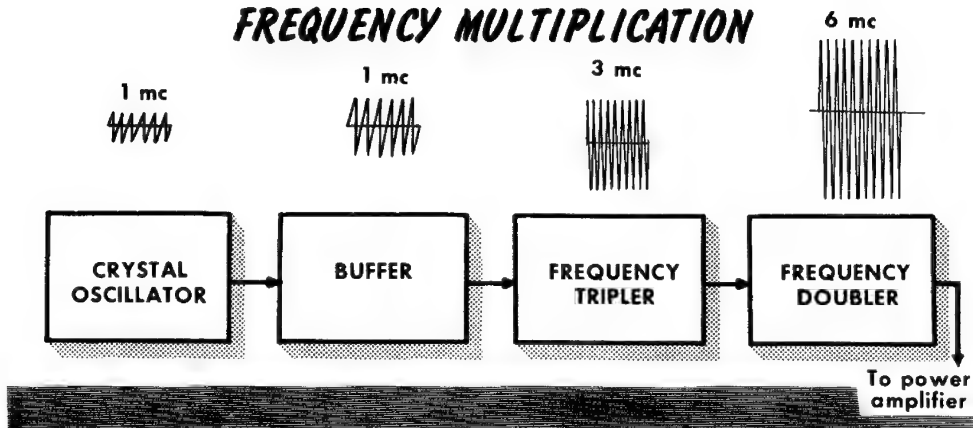 FREQUENCY MULTIPLICATION
1 mc
1 mc
3 mc
6 mc
CRYSTAL
OSCILLATOR
BUFFER
FREQUENCY
TRIPLER
FREQUENCY
DOUBLER
To power
amplifier